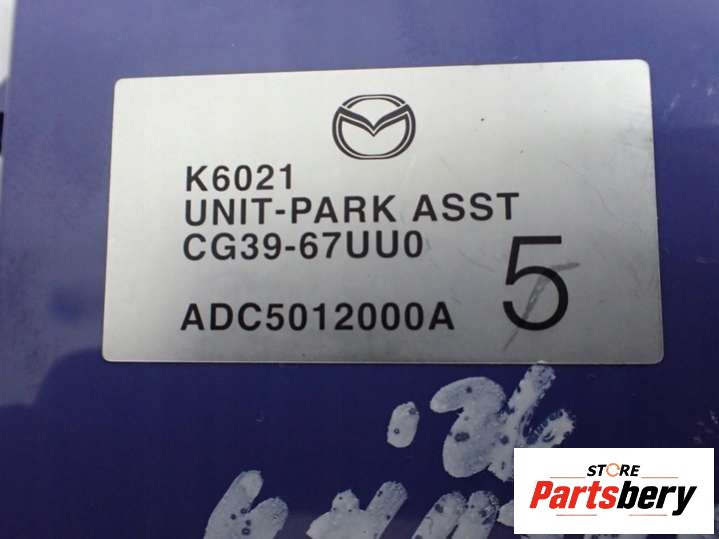 K6021
UNIT-PARK ASST
CG39-67UU0
5
ADC5012000A
STORE
Partsbery